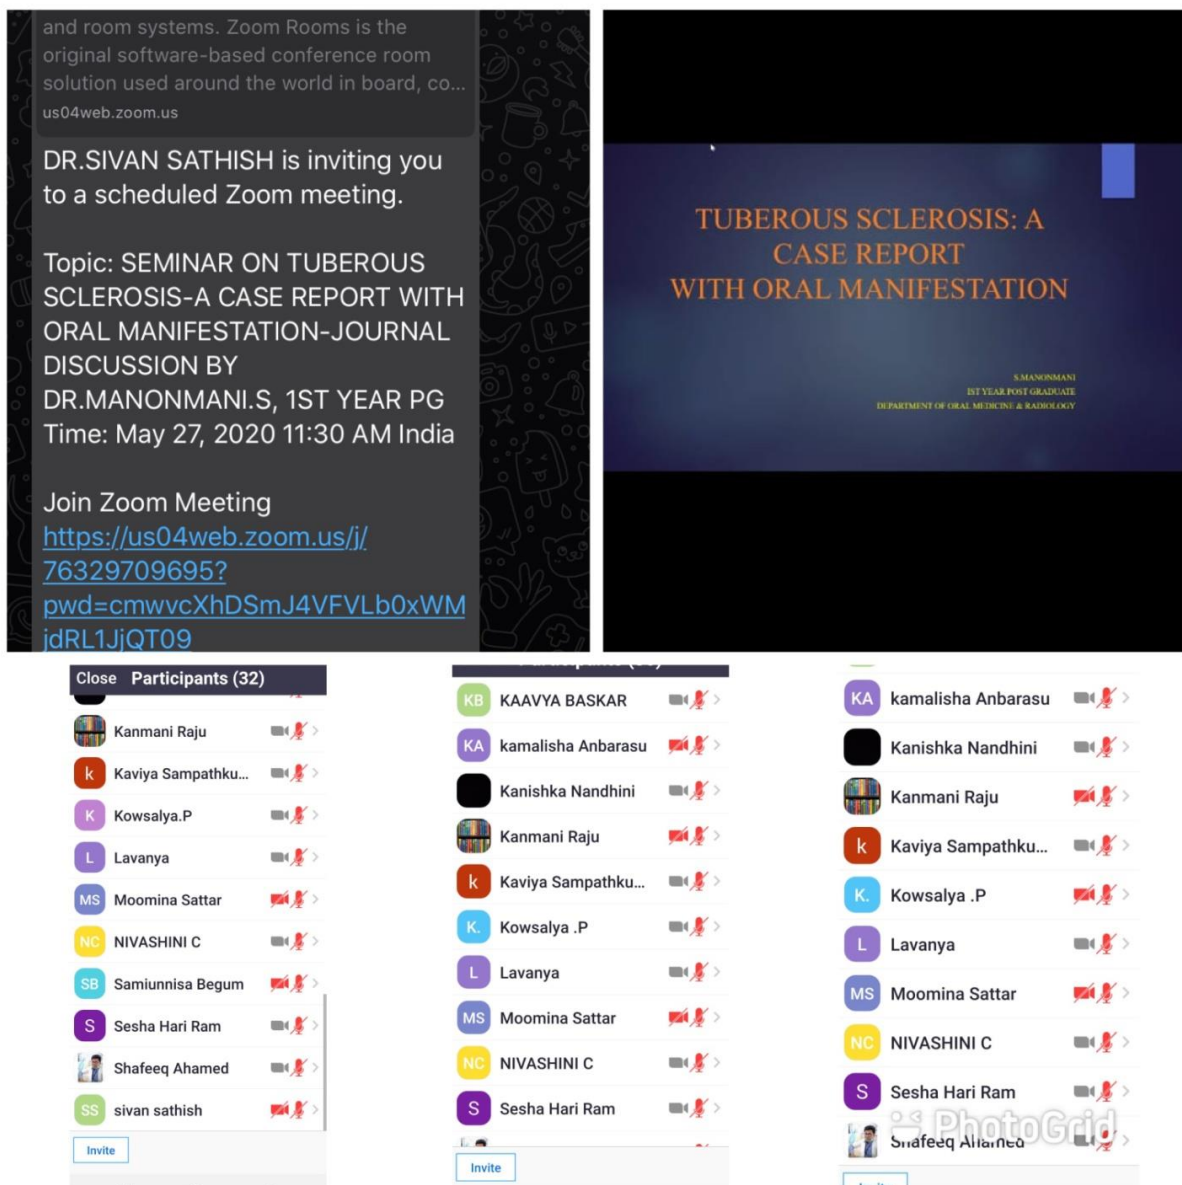 and room systems. Zoom Rooms is the
original software-based conference room
solution used around the world in board, co...
us04web.zoom.us
DR.SIVAN SATHISH is inviting you
to a scheduled Zoom meeting.
Topic: SEMINAR ON TUBEROUS
SCLEROSIS-A CASE REPORT WITH
ORAL MANIFESTATION-JOURNAL
DISCUSSION BY
DR.MANONMANI.S, 1ST YEAR PG
Time: May 27, 2020 11:30 AM India
Join Zoom Meeting
https://us04web.zoom.us/j/
76329709695?
pwd=cmwvcXhDSmJ4VFVLb0xWM
jdRL1JjQT09
TUBEROUS SCLEROSIS: A
CASE REPORT
WITH ORAL MANIFESTATION
S.MANONMANI
IST YEAR POST GRADUATE
DEPARTMENT OF ORAL MEDICINE & RADIOLOGY
Close Participants (32)
Kanmani Raju
k Kaviya Sampathku...
K Kowsalya.P
L Lavanya
MS Moomina Sattar
NC NIVASHINI C
SB Samiunnisa Begum
S Sesha Hari Ram
Shafeeq Ahamed
SS sivan sathish
Invite
KB KAAVYA BASKAR
KA kamalisha Anbarasu
Kanishka Nandhini
Kanmani Raju
k Kaviya Sampathku...
K. Kowsalya .P
L Lavanya
MS Moomina Sattar
NC NIVASHINI C
S Sesha Hari Ram
Invite
KA kamalisha Anbarasu
Kanishka Nandhini
Kanmani Raju
k Kaviya Sampathku...
K. Kowsalya .P
L Lavanya
MS Moomina Sattar
NC NIVASHINI C
S Sesha Hari Ram
PhotoGrid
Shafeeq Ahamed